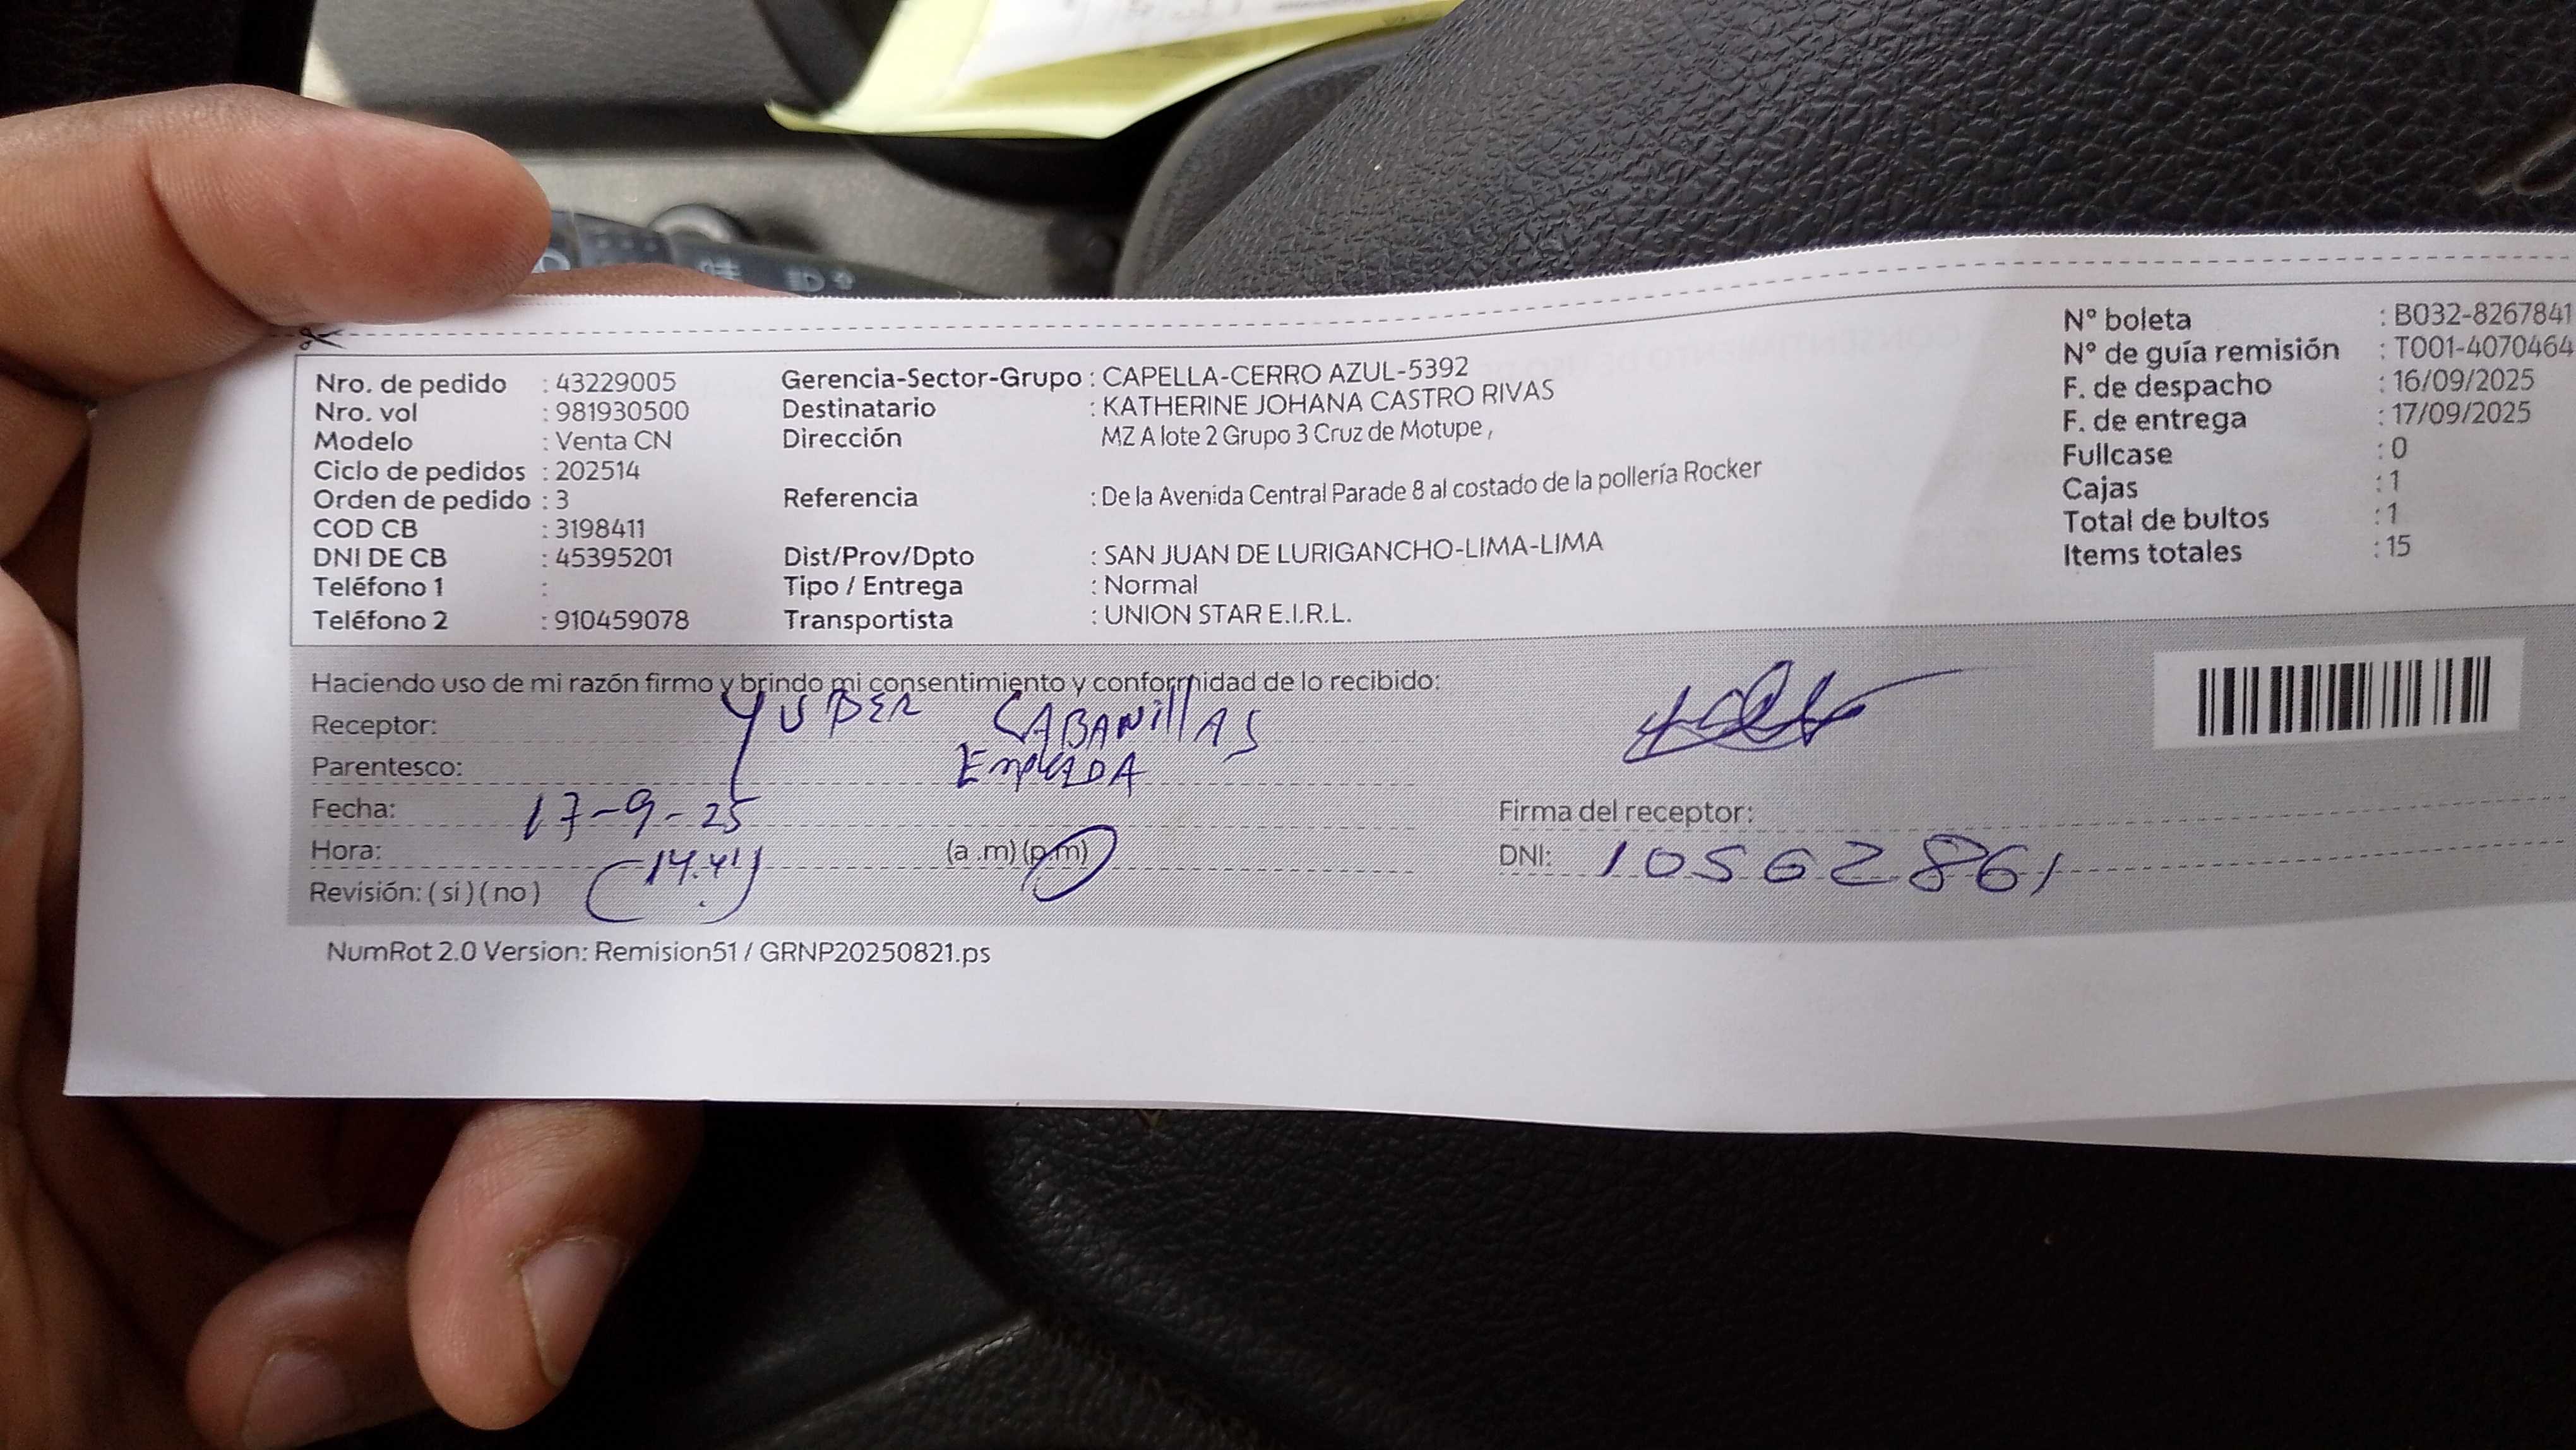 Nro. de pedido : 43229005
Nro. vol : 981930500
Modelo : Venta CN
Ciclo de pedidos : 202514
Orden de pedido : 3
COD CB : 3198411
DNI DE CB : 45395201
Teléfono 1 :
Teléfono 2 : 910459078
Gerencia-Sector-Grupo : CAPELLA-CERRO AZUL-5392
Destinatario : KATHERINE JOHANA CASTRO RIVAS
Dirección MZ A lote 2 Grupo 3 Cruz de Motupe ,
Referencia : De la Avenida Central Parade 8 al costado de la pollería Rocker
Dist/Prov/Dpto : SAN JUAN DE LURIGANCHO-LIMA-LIMA
Tipo / Entrega : Normal
Transportista : UNION STAR E.I.R.L.
N° boleta : B032-8267841
N° de guía remisión : T001-4070464
F. de despacho : 16/09/2025
F. de entrega : 17/09/2025
Fullcase : 0
Cajas : 1
Total de bultos : 1
Items totales : 15
Haciendo uso de mi razón firmo y brindo mi consentimiento y conformidad de lo recibido:
Receptor: YUBER CABANIllAS
Parentesco:
Fecha: 17-9-25
Hora: (14.41) (a .m) (p.m)
Revisión: ( si ) ( no )
Firma del receptor:
DNI: 10562861
NumRot 2.0 Version: Remision51 / GRNP20250821.ps